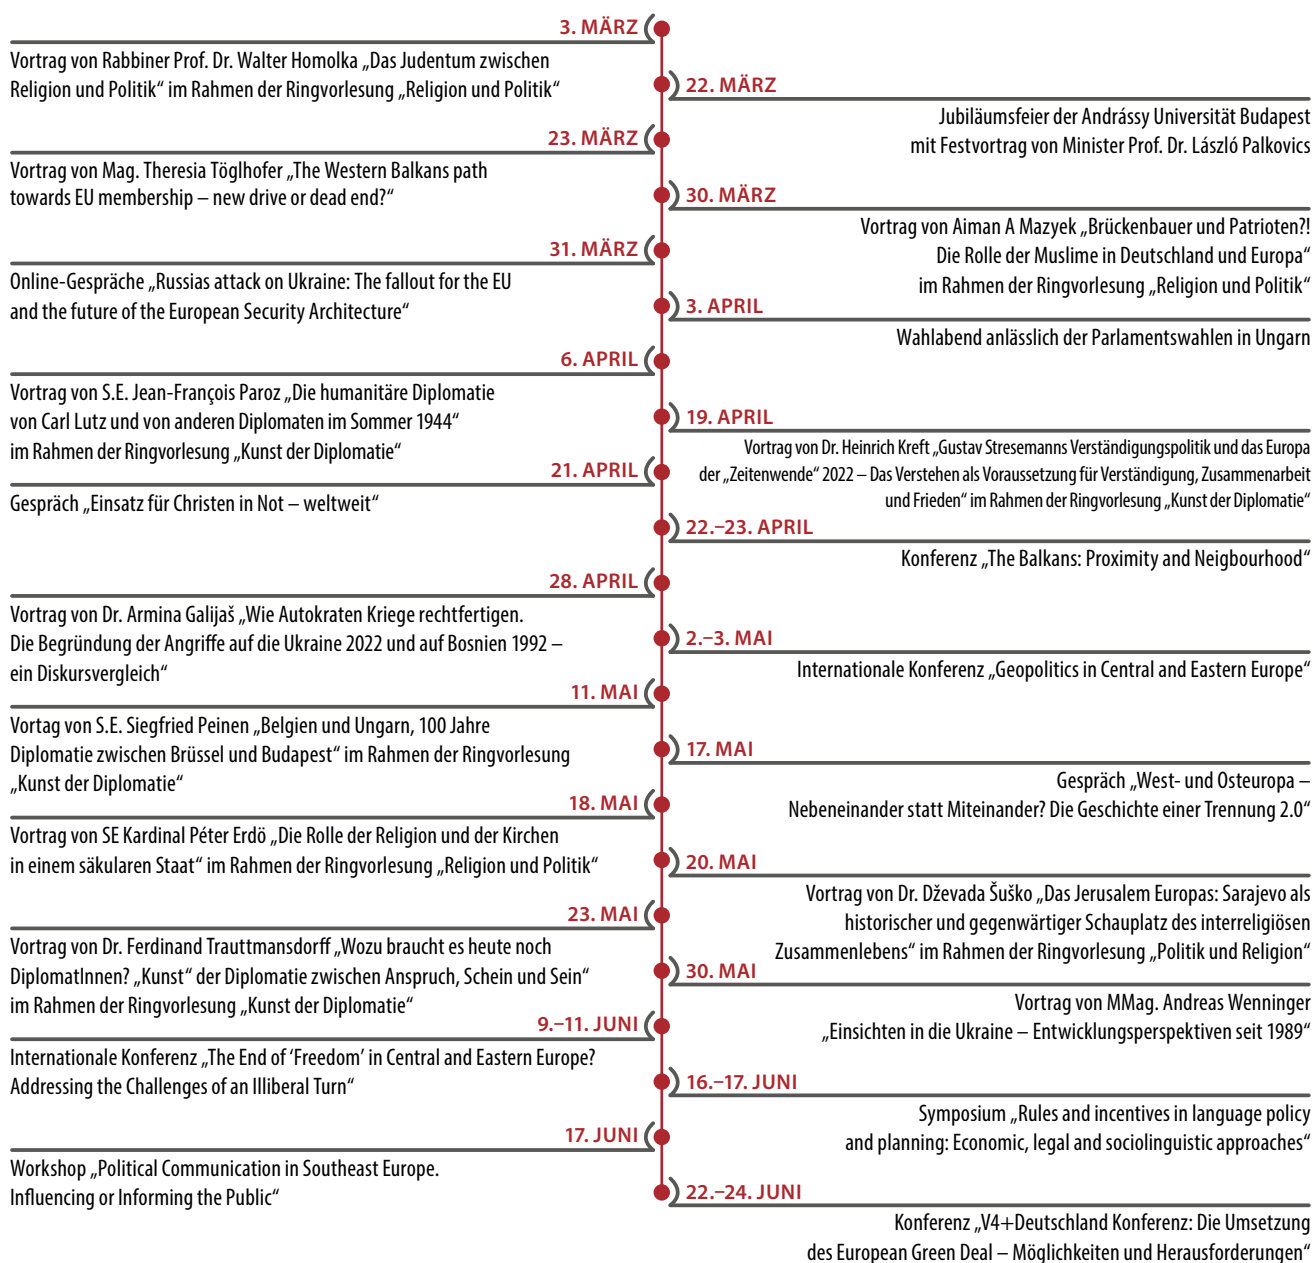 3. MÄRZ
Vortrag von Rabbiner Prof. Dr. Walter Homolka „Das Judentum zwischen
Religion und Politik“ im Rahmen der Ringvorlesung „Religion und Politik“
22. MÄRZ
Jubiläumsfeier der Andrássy Universität Budapest
mit Festvortrag von Minister Prof. Dr. László Palkovics
23. MÄRZ
Vortrag von Mag. Theresia Töglhofer „The Western Balkans path
towards EU membership – new drive or dead end?“
30. MÄRZ
Vortrag von Aiman A Mazyek „Brückenbauer und Patrioten?!
Die Rolle der Muslime in Deutschland und Europa“
im Rahmen der Ringvorlesung „Religion und Politik“
31. MÄRZ
Online-Gespräche „Russias attack on Ukraine: The fallout for the EU
and the future of the European Security Architecture“
3. APRIL
Wahlabend anlässlich der Parlamentswahlen in Ungarn
6. APRIL
Vortrag von S.E. Jean-François Paroz „Die humanitäre Diplomatie
von Carl Lutz und von anderen Diplomaten im Sommer 1944“
im Rahmen der Ringvorlesung „Kunst der Diplomatie“
19. APRIL
Vortrag von Dr. Heinrich Kreft „Gustav Stresemanns Verständigungspolitik und das Europa
der „Zeitenwende“ 2022 – Das Verstehen als Voraussetzung für Verständigung, Zusammenarbeit
und Frieden“ im Rahmen der Ringvorlesung „Kunst der Diplomatie“
21. APRIL
Gespräch „Einsatz für Christen in Not – weltweit“
22.–23. APRIL
Konferenz „The Balkans: Proximity and Neigbourhood“
28. APRIL
Vortrag von Dr. Armina Galijaš „Wie Autokraten Kriege rechtfertigen.
Die Begründung der Angriffe auf die Ukraine 2022 und auf Bosnien 1992 –
ein Diskursvergleich“
2.–3. MAI
Internationale Konferenz „Geopolitics in Central and Eastern Europe“
11. MAI
Vortag von S.E. Siegfried Peinen „Belgien und Ungarn, 100 Jahre
Diplomatie zwischen Brüssel und Budapest“ im Rahmen der Ringvorlesung
„Kunst der Diplomatie“
17. MAI
Gespräch „West- und Osteuropa –
Nebeneinander statt Miteinander? Die Geschichte einer Trennung 2.0“
18. MAI
Vortrag von SE Kardinal Péter Erdö „Die Rolle der Religion und der Kirchen
in einem säkularen Staat“ im Rahmen der Ringvorlesung „Religion und Politik“
20. MAI
Vortrag von Dr. Dževada Šuško „Das Jerusalem Europas: Sarajevo als
historischer und gegenwärtiger Schauplatz des interreligiösen
Zusammenlebens“ im Rahmen der Ringvorlesung „Politik und Religion“
23. MAI
Vortrag von Dr. Ferdinand Trauttmansdorff „Wozu braucht es heute noch
DiplomatInnen? „Kunst“ der Diplomatie zwischen Anspruch, Schein und Sein“
im Rahmen der Ringvorlesung „Kunst der Diplomatie“
30. MAI
Vortrag von MMag. Andreas Wenninger
„Einsichten in die Ukraine – Entwicklungsperspektiven seit 1989“
9.–11. JUNI
Internationale Konferenz „The End of ‘Freedom’ in Central and Eastern Europe?
Addressing the Challenges of an Illiberal Turn“
16.–17. JUNI
Symposium „Rules and incentives in language policy
and planning: Economic, legal and sociolinguistic approaches“
17. JUNI
Workshop „Political Communication in Southeast Europe.
Influencing or Informing the Public“
22.–24. JUNI
Konferenz „V4+Deutschland Konferenz: Die Umsetzung
des European Green Deal – Möglichkeiten und Herausforderungen“